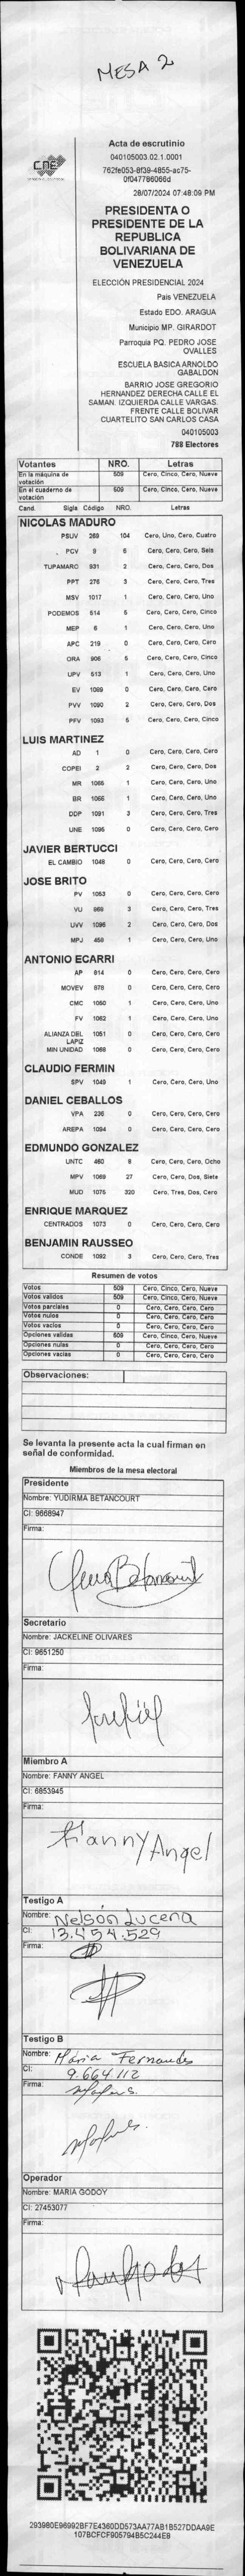 MESA 2
CNE
Acta de escrutinio
040105003.02.1.0001
762fe053-8f39-4855-ac75-
0f047786066d
28/07/2024 07:48:09 PM
PRESIDENTA O
PRESIDENTE DE LA
REPUBLICA
BOLIVARIANA DE
VENEZUELA
ELECCIÓN PRESIDENCIAL 2024
Pais VENEZUELA
Estado EDO. ARAGUA
Municipio MP. GIRARDOT
Parroquia PQ. PEDRO JOSE
OVALLES
ESCUELA BASICA ARNOLDO
GABALDON
BARRIO JOSE GREGORIO
HERNANDEZ DERECHA CALLE EL
SAMAN. IZQUIERDA CALLE VARGAS.
FRENTE CALLE BOLIVAR
CUARTELITO SAN CARLOS CASA
040105003
788 Electores
Votantes NRO. Letras
En la máquina de votación 509 Cero, Cinco, Cero, Nueve
En el cuaderno de votación 509 Cero, Cinco, Cero, Nueve
Cand. Sigla Código NRO. Letras
NICOLAS MADURO
PSUV 269 104 Cero, Uno, Cero, Cuatro
PCV 9 6 Cero, Cero, Cero, Seis
TUPAMARO 931 2 Cero, Cero, Cero, Dos
PPT 276 3 Cero, Cero, Cero, Tres
MSV 1017 1 Cero, Cero, Cero, Uno
PODEMOS 514 5 Cero, Cero, Cero, Cinco
MEP 6 1 Cero, Cero, Cero, Uno
APC 219 0 Cero, Cero, Cero, Cero
ORA 906 5 Cero, Cero, Cero, Cinco
UPV 513 1 Cero, Cero, Cero, Uno
EV 1089 0 Cero, Cero, Cero, Cero
PVV 1090 2 Cero, Cero, Cero, Dos
PFV 1093 5 Cero, Cero, Cero, Cinco
LUIS MARTINEZ
AD 1 0 Cero, Cero, Cero, Cero
COPEI 2 2 Cero, Cero, Cero, Dos
MR 1065 1 Cero, Cero, Cero, Uno
BR 1066 1 Cero, Cero, Cero, Uno
DDP 1091 3 Cero, Cero, Cero, Tres
UNE 1095 0 Cero, Cero, Cero, Cero
JAVIER BERTUCCI
EL CAMBIO 1048 0 Cero, Cero, Cero, Cero
JOSE BRITO
PV 1053 0 Cero, Cero, Cero, Cero
VU 969 3 Cero, Cero, Cero, Tres
UVV 1096 2 Cero, Cero, Cero, Dos
MPJ 459 1 Cero, Cero, Cero, Uno
ANTONIO ECARRI
AP 814 0 Cero, Cero, Cero, Cero
MOVEV 878 0 Cero, Cero, Cero, Cero
CMC 1050 1 Cero, Cero, Cero, Uno
FV 1062 1 Cero, Cero, Cero, Uno
ALIANZA DEL LAPIZ 1051 0 Cero, Cero, Cero, Cero
MIN UNIDAD 1068 0 Cero, Cero, Cero, Cero
CLAUDIO FERMIN
SPV 1049 1 Cero, Cero, Cero, Uno
DANIEL CEBALLOS
VPA 236 0 Cero, Cero, Cero, Cero
AREPA 1094 0 Cero, Cero, Cero, Cero
EDMUNDO GONZALEZ
UNTC 460 8 Cero, Cero, Cero, Ocho
MPV 1069 27 Cero, Cero, Dos, Siete
MUD 1075 320 Cero, Tres, Dos, Cero
ENRIQUE MARQUEZ
CENTRADOS 1073 0 Cero, Cero, Cero, Cero
BENJAMIN RAUSSEO
CONDE 1092 3 Cero, Cero, Cero, Tres
Resumen de votos
Votos 509 Cero, Cinco, Cero, Nueve
Votos validos 509 Cero, Cinco, Cero, Nueve
Votos parciales 0 Cero, Cero, Cero, Cero
Votos nulos 0 Cero, Cero, Cero, Cero
Votos vacios 0 Cero, Cero, Cero, Cero
Opciones validas 509 Cero, Cinco, Cero, Nueve
Opciones nulas 0 Cero, Cero, Cero, Cero
Opciones vacias 0 Cero, Cero, Cero, Cero
Observaciones:
Se levanta la presente acta la cual firman en
señal de conformidad.
Miembros de la mesa electoral
Presidente
Nombre: YUDIRMA BETANCOURT
CI: 9668947
Firma:
Secretario
Nombre: JACKELINE OLIVARES
CI: 9651250
Firma:
Miembro A
Nombre: FANNY ANGEL
CI: 6853945
Firma:
Fanny Angel
Testigo A
Nombre: Nelson Lucena
CI: 13.454.529
Firma:
Testigo B
Nombre: Maria Fernandes
CI: 9.664.112
Firma:
Operador
Nombre: MARIA GODOY
CI: 27453077
Firma:
293980E96992BF7E4360DD573AA77AB1B527DDAA9E
107BCFCF905794B5C244E8